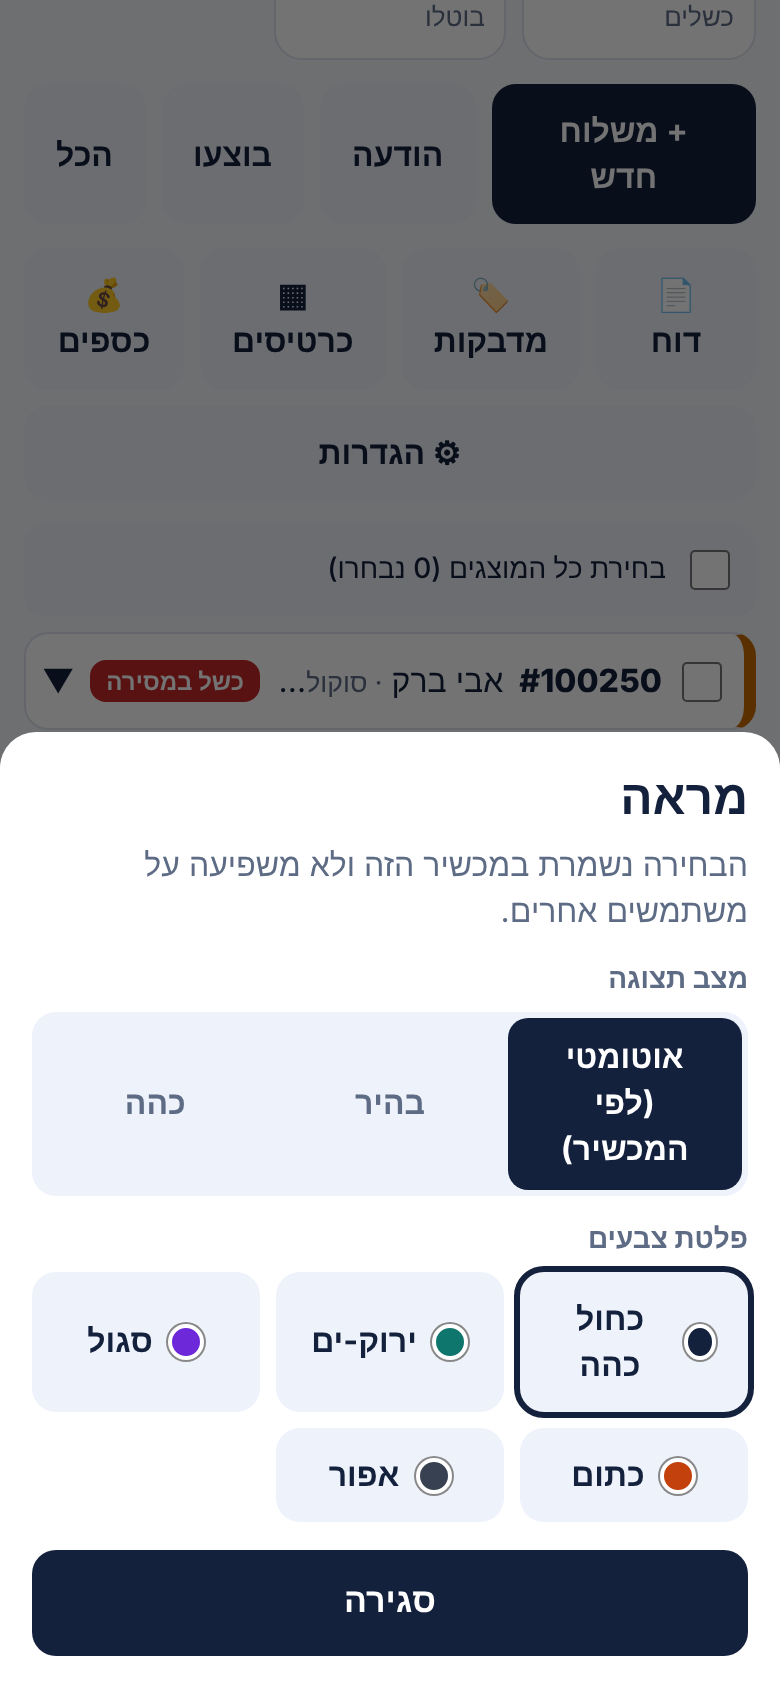 כשלים
בוטלו
+ משלוח חדש
הודעה
בוצעו
הכל
דוח
מדבקות
כרטיסים
כספים
הגדרות
בחירת כל המוצגים (0 נבחרו)
#100250 אבי ברק · סוקול... כשל במסירה
מראה
הבחירה נשמרת במכשיר הזה ולא משפיעה על
משתמשים אחרים.
מצב תצוגה
אוטומטי
(לפי
המכשיר)
בהיר
כהה
פלטת צבעים
כחול
כהה
ירוק-ים
סגול
כתום
אפור
סגירה